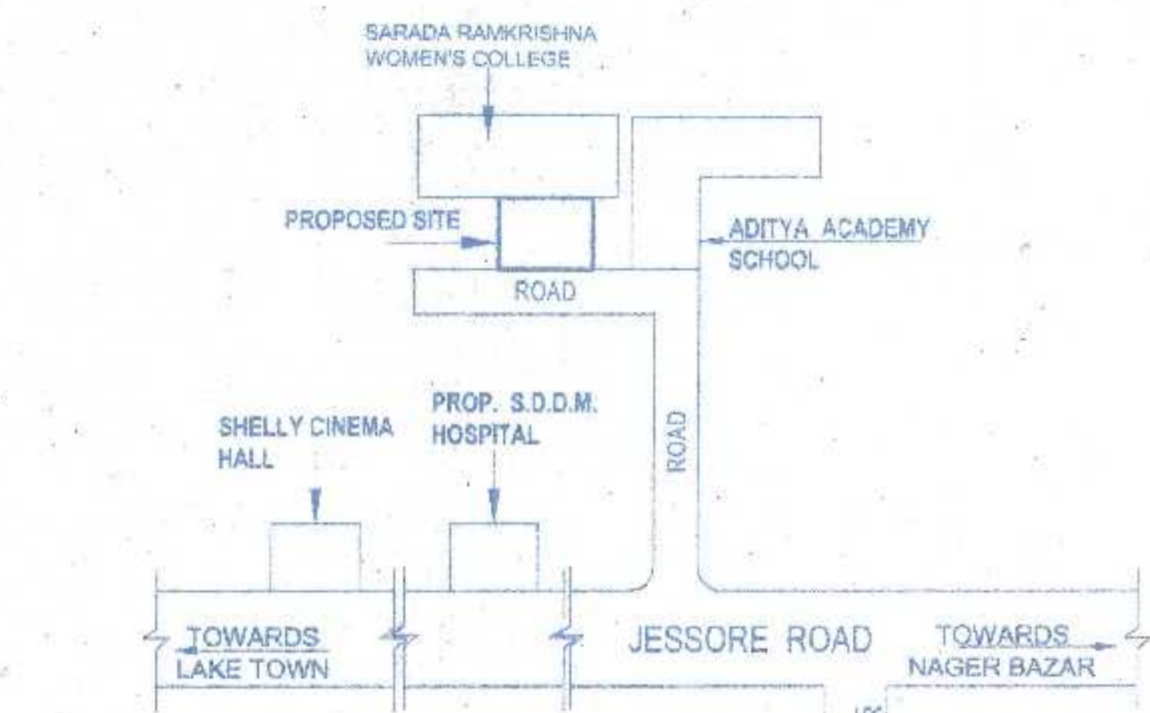 SARADA RAMKRISHNA
WOMEN'S COLLEGE
PROPOSED SITE
ADITYA ACADEMY
SCHOOL
ROAD
PROP. S.D.D.M.
HOSPITAL
SHELLY CINEMA
HALL
ROAD
TOWARDS
LAKE TOWN
JESSORE ROAD
TOWARDS
NAGER BAZAR